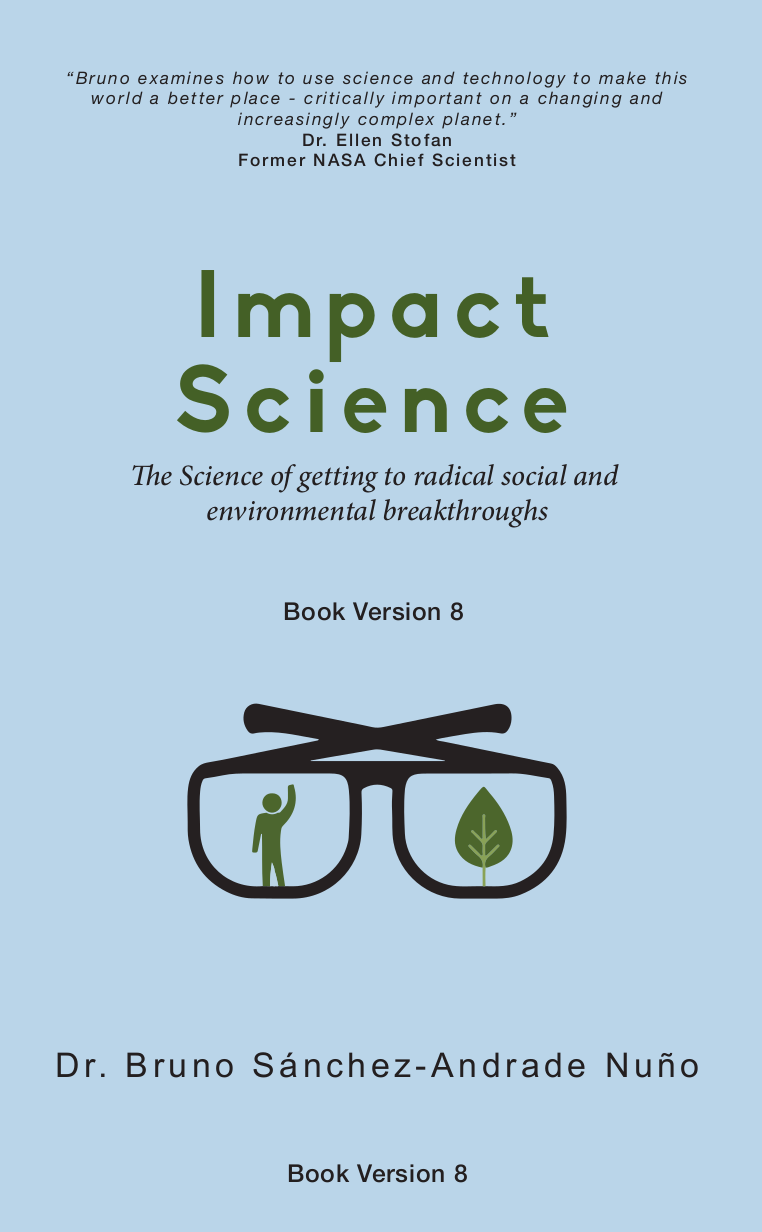 “Bruno examines how to use science and technology to make this
world a better place - critically important on a changing and
increasingly complex planet.”
Dr. Ellen Stofan
Former NASA Chief Scientist
Impact
Science
The Science of getting to radical social and
environmental breakthroughs
Book Version 8
Dr. Bruno Sánchez-Andrade Nuño
Book Version 8